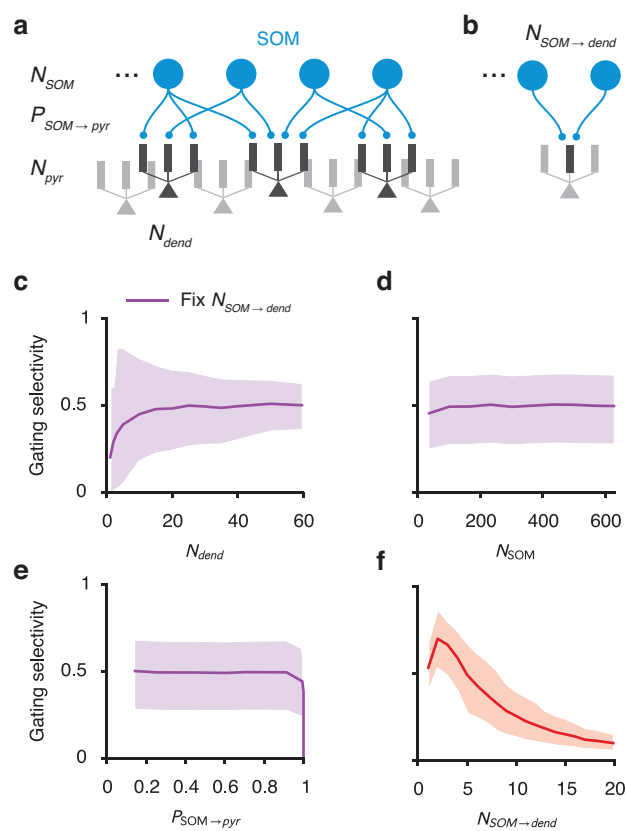 a
SOM
b
N_SOM→dend
N_SOM
...
...
P_SOM→pyr
N_pyr
N_dend
c
Fix N_SOM→dend
d
1
0.5
0
Gating selectivity
0 20 40 60
N_dend
0 200 400 600
N_SOM
e
f
1
0.5
0
Gating selectivity
0 0.2 0.4 0.6 0.8 1
P_SOM→pyr
0 5 10 15 20
N_SOM→dend